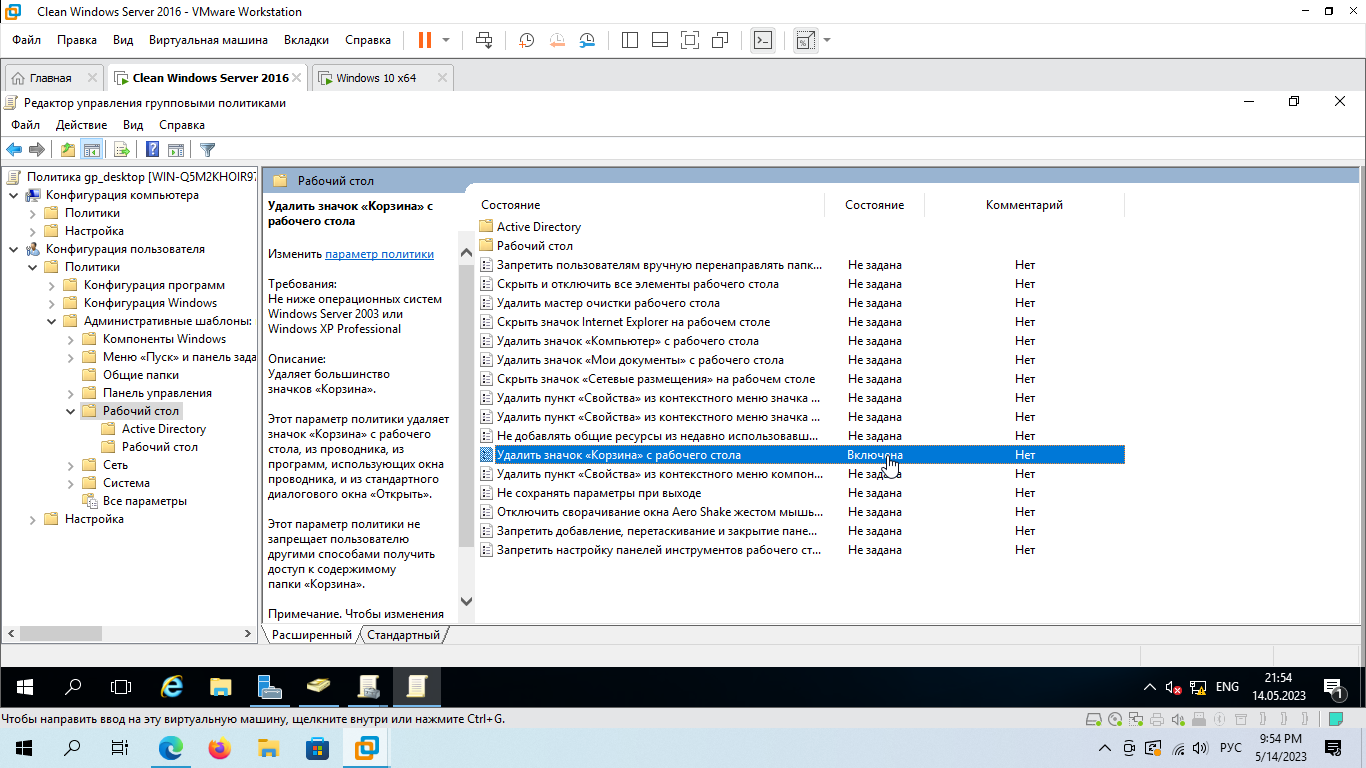 Clean Windows Server 2016 - VMware Workstation
Файл Правка Вид Виртуальная машина Вкладки Справка
Главная Clean Windows Server 2016 Windows 10 x64
Редактор управления групповыми политиками
Файл Действие Вид Справка
Политика gp_desktop [WIN-Q5M2KHOIR97
Конфигурация компьютера
Политики
Настройка
Конфигурация пользователя
Политики
Конфигурация программ
Конфигурация Windows
Административные шаблоны:
Компоненты Windows
Меню «Пуск» и панель зада
Общие папки
Панель управления
Рабочий стол
Active Directory
Рабочий стол
Сеть
Система
Все параметры
Настройка
Рабочий стол
Удалить значок «Корзина» с
рабочего стола
Изменить параметр политики
Требования:
Не ниже операционных систем
Windows Server 2003 или
Windows XP Professional
Описание:
Удаляет большинство
значков «Корзина».
Этот параметр политики удаляет
значок «Корзина» с рабочего
стола, из проводника, из
программ, использующих окна
проводника, и из стандартного
диалогового окна «Открыть».
Этот параметр политики не
запрещает пользователю
другими способами получить
доступ к содержимому
папки «Корзина».
Примечание. Чтобы изменения
Состояние Состояние Комментарий
Active Directory
Рабочий стол
Запретить пользователям вручную перенаправлять папк... Не задана Нет
Скрыть и отключить все элементы рабочего стола Не задана Нет
Удалить мастер очистки рабочего стола Не задана Нет
Скрыть значок Internet Explorer на рабочем столе Не задана Нет
Удалить значок «Компьютер» с рабочего стола Не задана Нет
Удалить значок «Мои документы» с рабочего стола Не задана Нет
Скрыть значок «Сетевые размещения» на рабочем столе Не задана Нет
Удалить пункт «Свойства» из контекстного меню значка ... Не задана Нет
Удалить пункт «Свойства» из контекстного меню значка ... Не задана Нет
Не добавлять общие ресурсы из недавно использовавш... Не задана Нет
Удалить значок «Корзина» с рабочего стола Включена Нет
Удалить пункт «Свойства» из контекстного меню компон... Не задана Нет
Не сохранять параметры при выходе Не задана Нет
Отключить сворачивание окна Aero Shake жестом мышь... Не задана Нет
Запретить добавление, перетаскивание и закрытие пане... Не задана Нет
Запретить настройку панелей инструментов рабочего ст... Не задана Нет
Расширенный Стандартный
ENG 21:54
14.05.2023
1
Чтобы направить ввод на эту виртуальную машину, щелкните внутри или нажмите Ctrl+G.
РУС 9:54 PM
5/14/2023